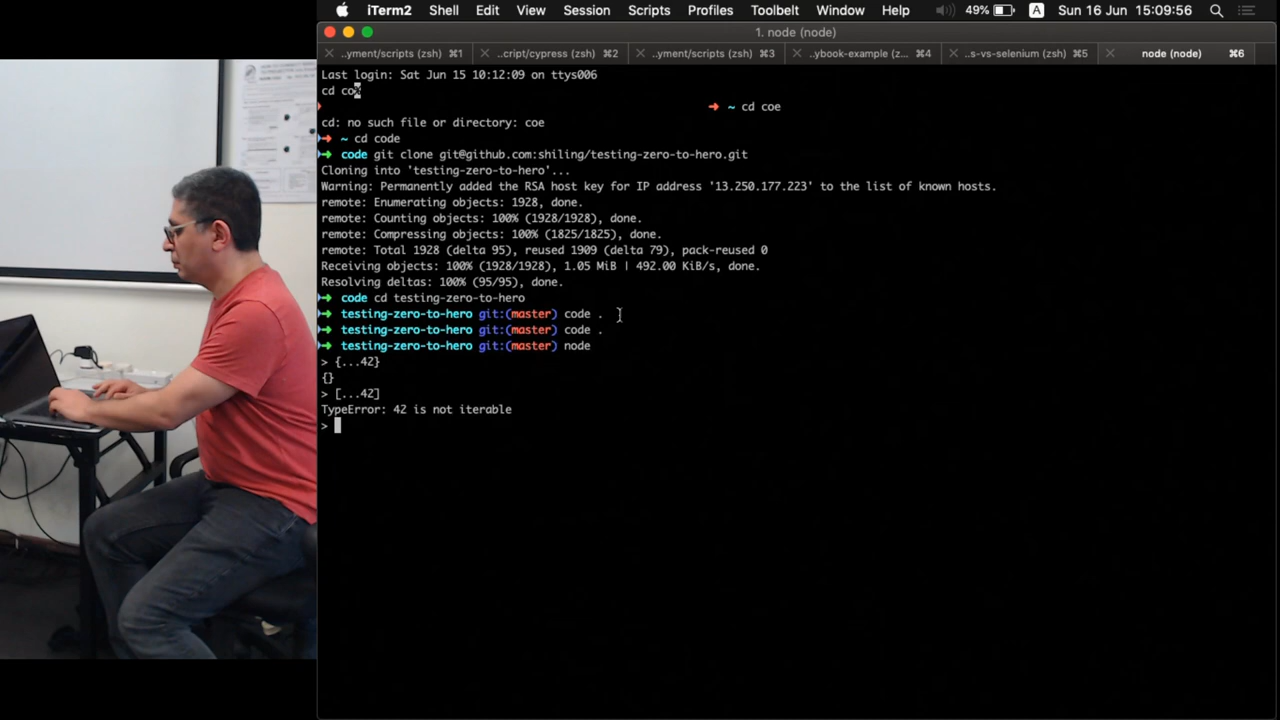 iTerm2 Shell Edit View Session Scripts Profiles Toolbelt Window Help 49% A Sun 16 Jun 15:09:56
1. node (node)
..yment/scripts (zsh) ⌘1 ..cript/cypress (zsh) ⌘2 ..yment/scripts (zsh) ⌘3 ..ybook-example (z... ⌘4 ..s-vs-selenium (zsh) ⌘5 node (node) ⌘6
Last login: Sat Jun 15 10:12:09 on ttys006
cd co
➜ ~ cd coe
cd: no such file or directory: coe
➜ ~ cd code
➜ code git clone git@github.com:shiling/testing-zero-to-hero.git
Cloning into 'testing-zero-to-hero'...
Warning: Permanently added the RSA host key for IP address '13.250.177.223' to the list of known hosts.
remote: Enumerating objects: 1928, done.
remote: Counting objects: 100% (1928/1928), done.
remote: Compressing objects: 100% (1825/1825), done.
remote: Total 1928 (delta 95), reused 1909 (delta 79), pack-reused 0
Receiving objects: 100% (1928/1928), 1.05 MiB | 492.00 KiB/s, done.
Resolving deltas: 100% (95/95), done.
➜ code cd testing-zero-to-hero
➜ testing-zero-to-hero git:(master) code .
➜ testing-zero-to-hero git:(master) code .
➜ testing-zero-to-hero git:(master) node
> {...42}
{}
> [...42]
TypeError: 42 is not iterable
>